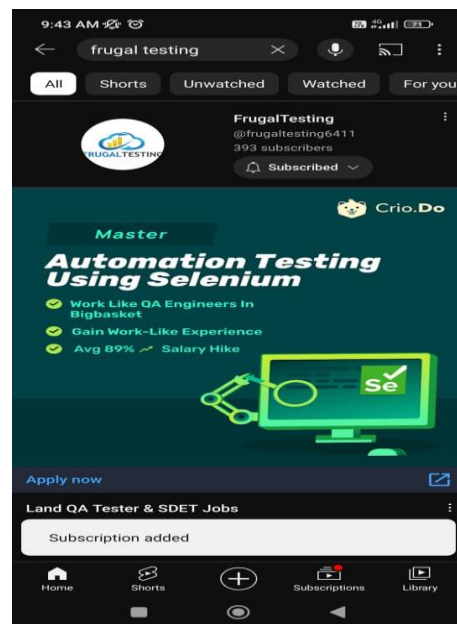 9:43 AM
4G
73
frugal testing
All
Shorts
Unwatched
Watched
For you
FRUGALTESTING
FrugalTesting
@frugaltesting6411
393 subscribers
Subscribed
Crio.Do
Master
Automation Testing
Using Selenium
Work Like QA Engineers In
Bigbasket
Gain Work-Like Experience
Avg 89% Salary Hike
Se
Apply now
Land QA Tester & SDET Jobs
Subscription added
Home
Shorts
Subscriptions
Library